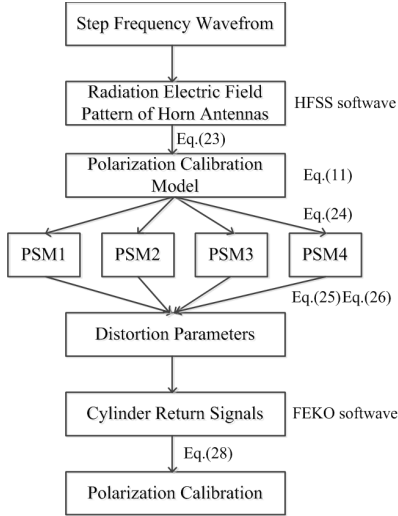 Step Frequency Wavefrom
Radiation Electric Field
Pattern of Horn Antennas
HFSS softwave
Eq.(23)
Polarization Calibration
Model
Eq.(11)
Eq.(24)
PSM1
PSM2
PSM3
PSM4
Eq.(25)Eq.(26)
Distortion Parameters
Cylinder Return Signals
FEKO softwave
Eq.(28)
Polarization Calibration